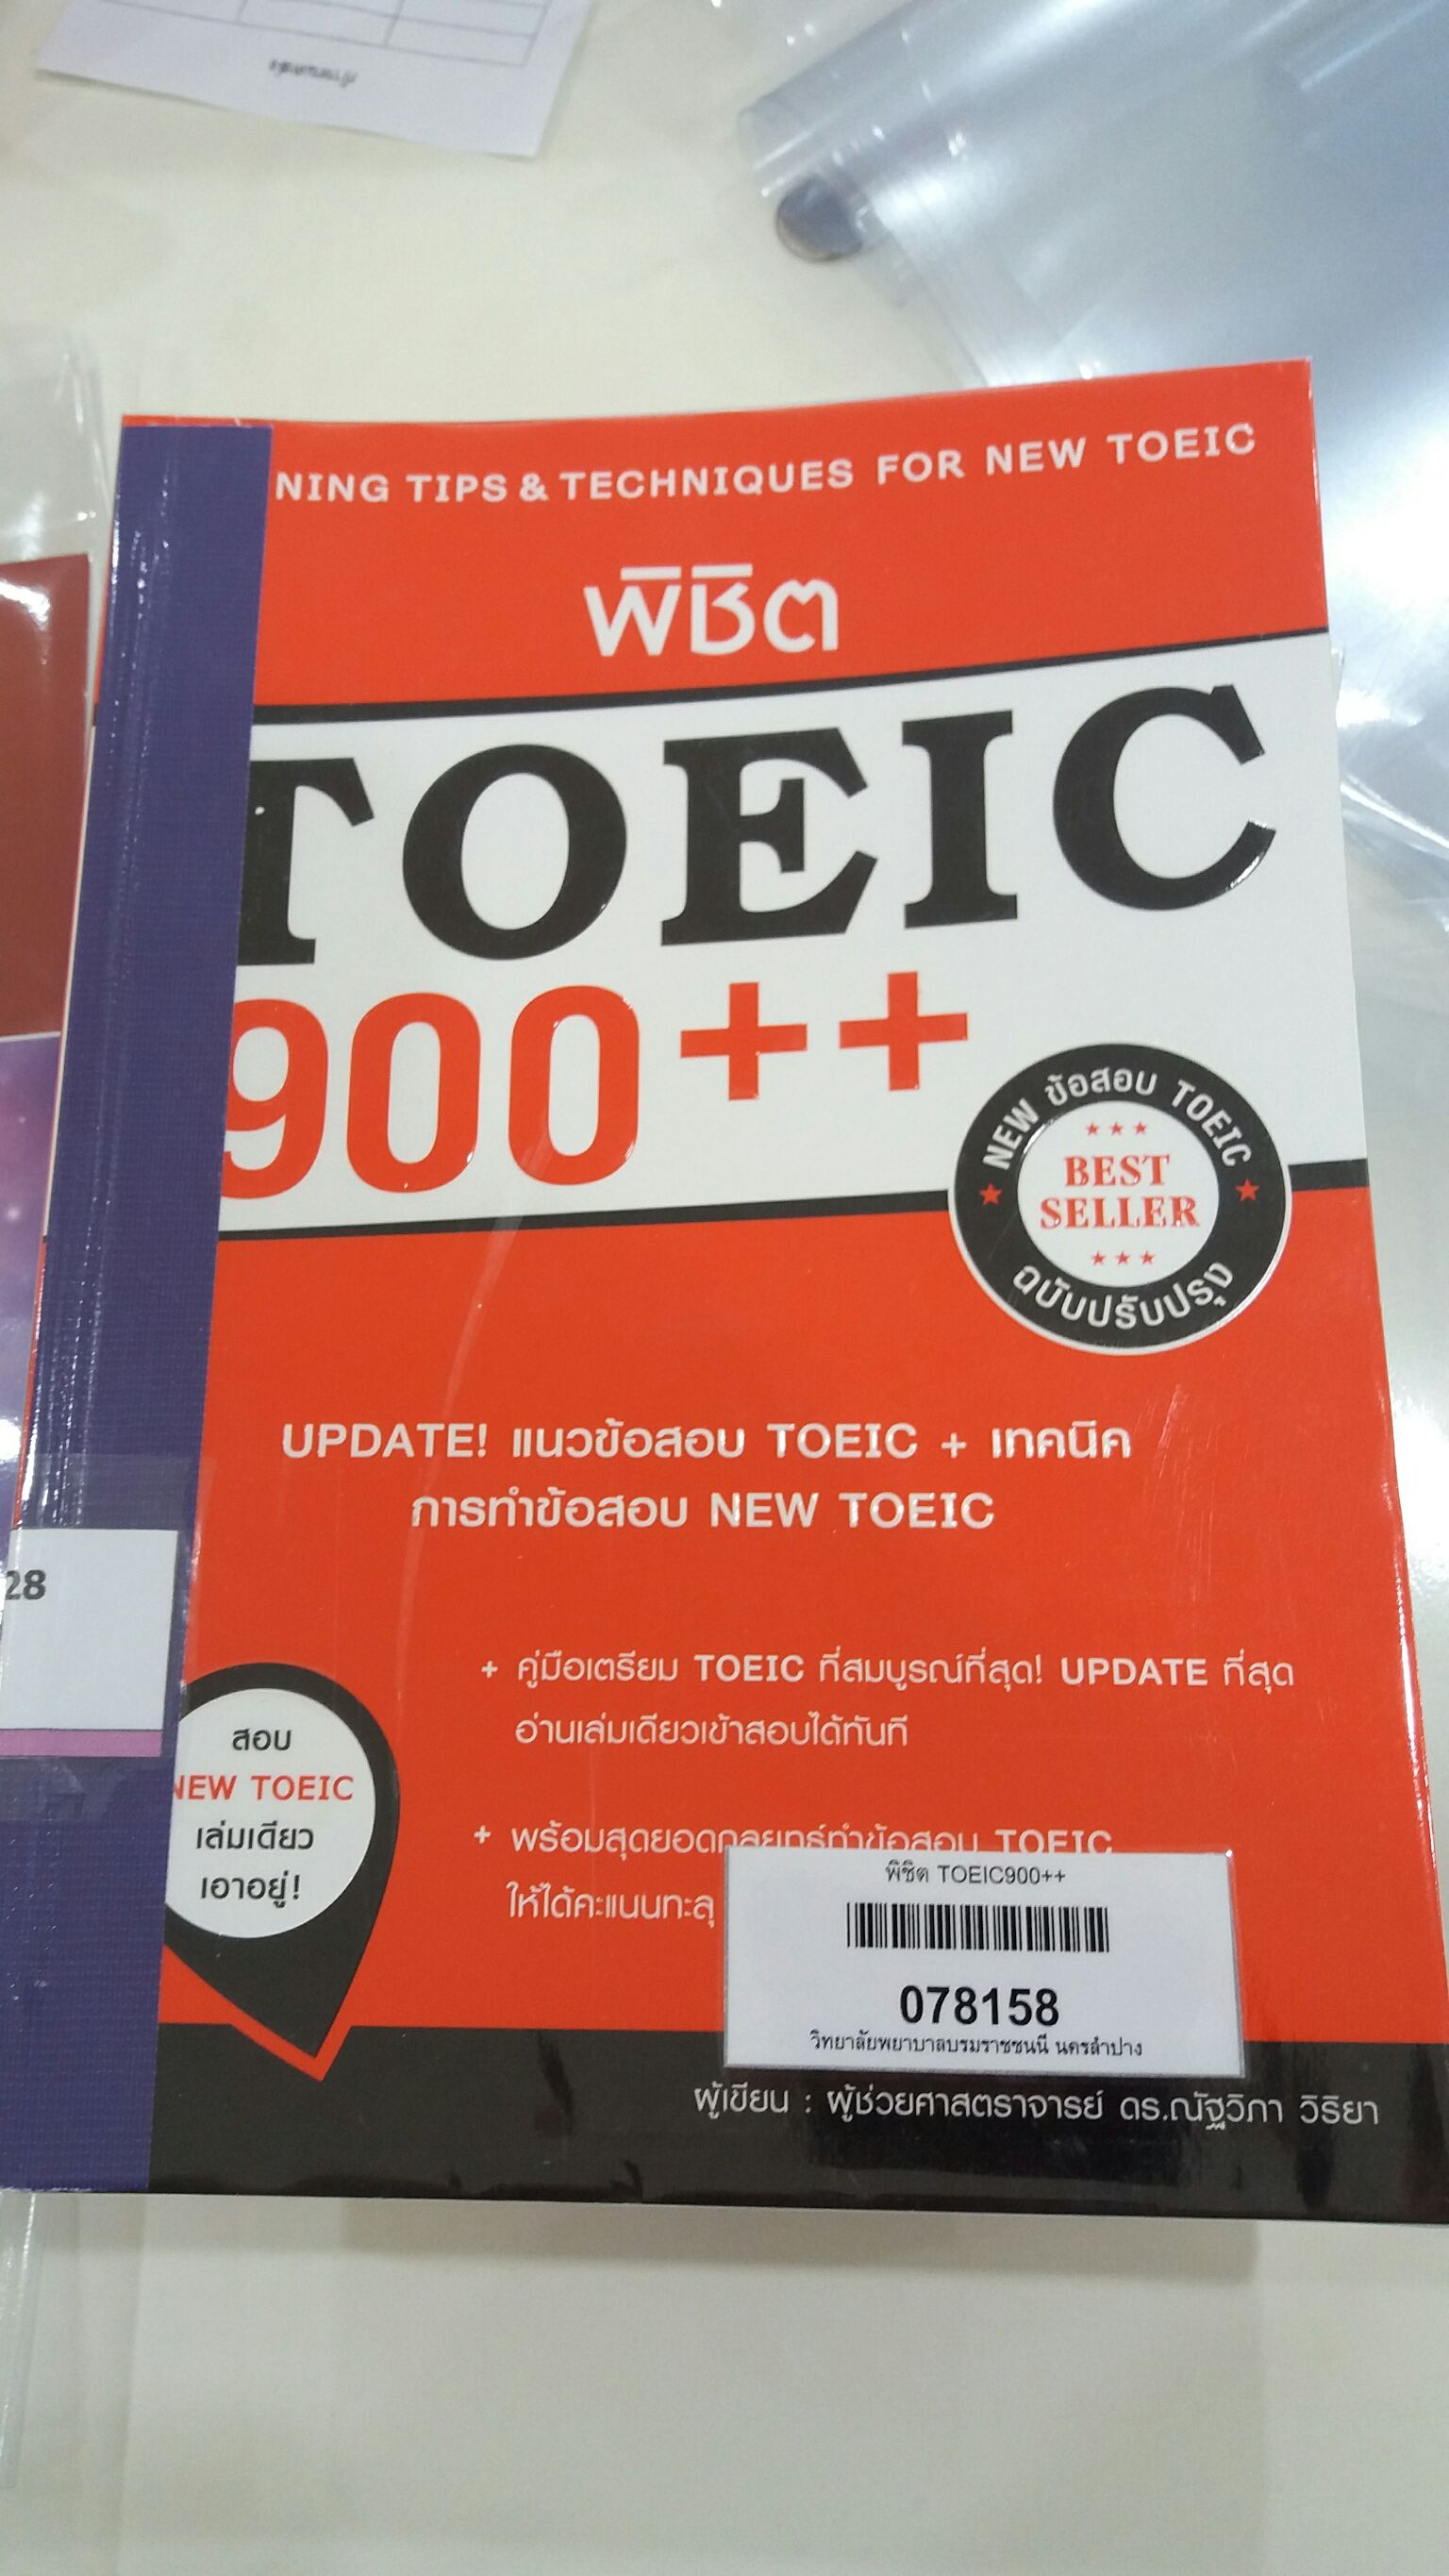 NING TIPS & TECHNIQUES FOR NEW TOEIC
พิชิต
TOEIC
900++
NEW ข้อสอบ TOEIC
BEST
SELLER
ฉบับปรับปรุง
UPDATE! แนวข้อสอบ TOEIC + เทคนิค
การทำข้อสอบ NEW TOEIC
+ คู่มือเตรียม TOEIC ที่สมบูรณ์ที่สุด! UPDATE ที่สุด
อ่านเล่มเดียวเข้าสอบได้ทันที
28
สอบ
NEW TOEIC
เล่มเดียว
เอาอยู่!
+ พร้อมสุดยอดกลยุทธ์ทำข้อสอบ TOEIC
ให้ได้คะแนนทะลุ
พิชิต TOEIC900++
078158
วิทยาลัยพยาบาลบรมราชชนนี นครลำปาง
ผู้เขียน : ผู้ช่วยศาสตราจารย์ ดร.ณัฐวิภา วิริยา